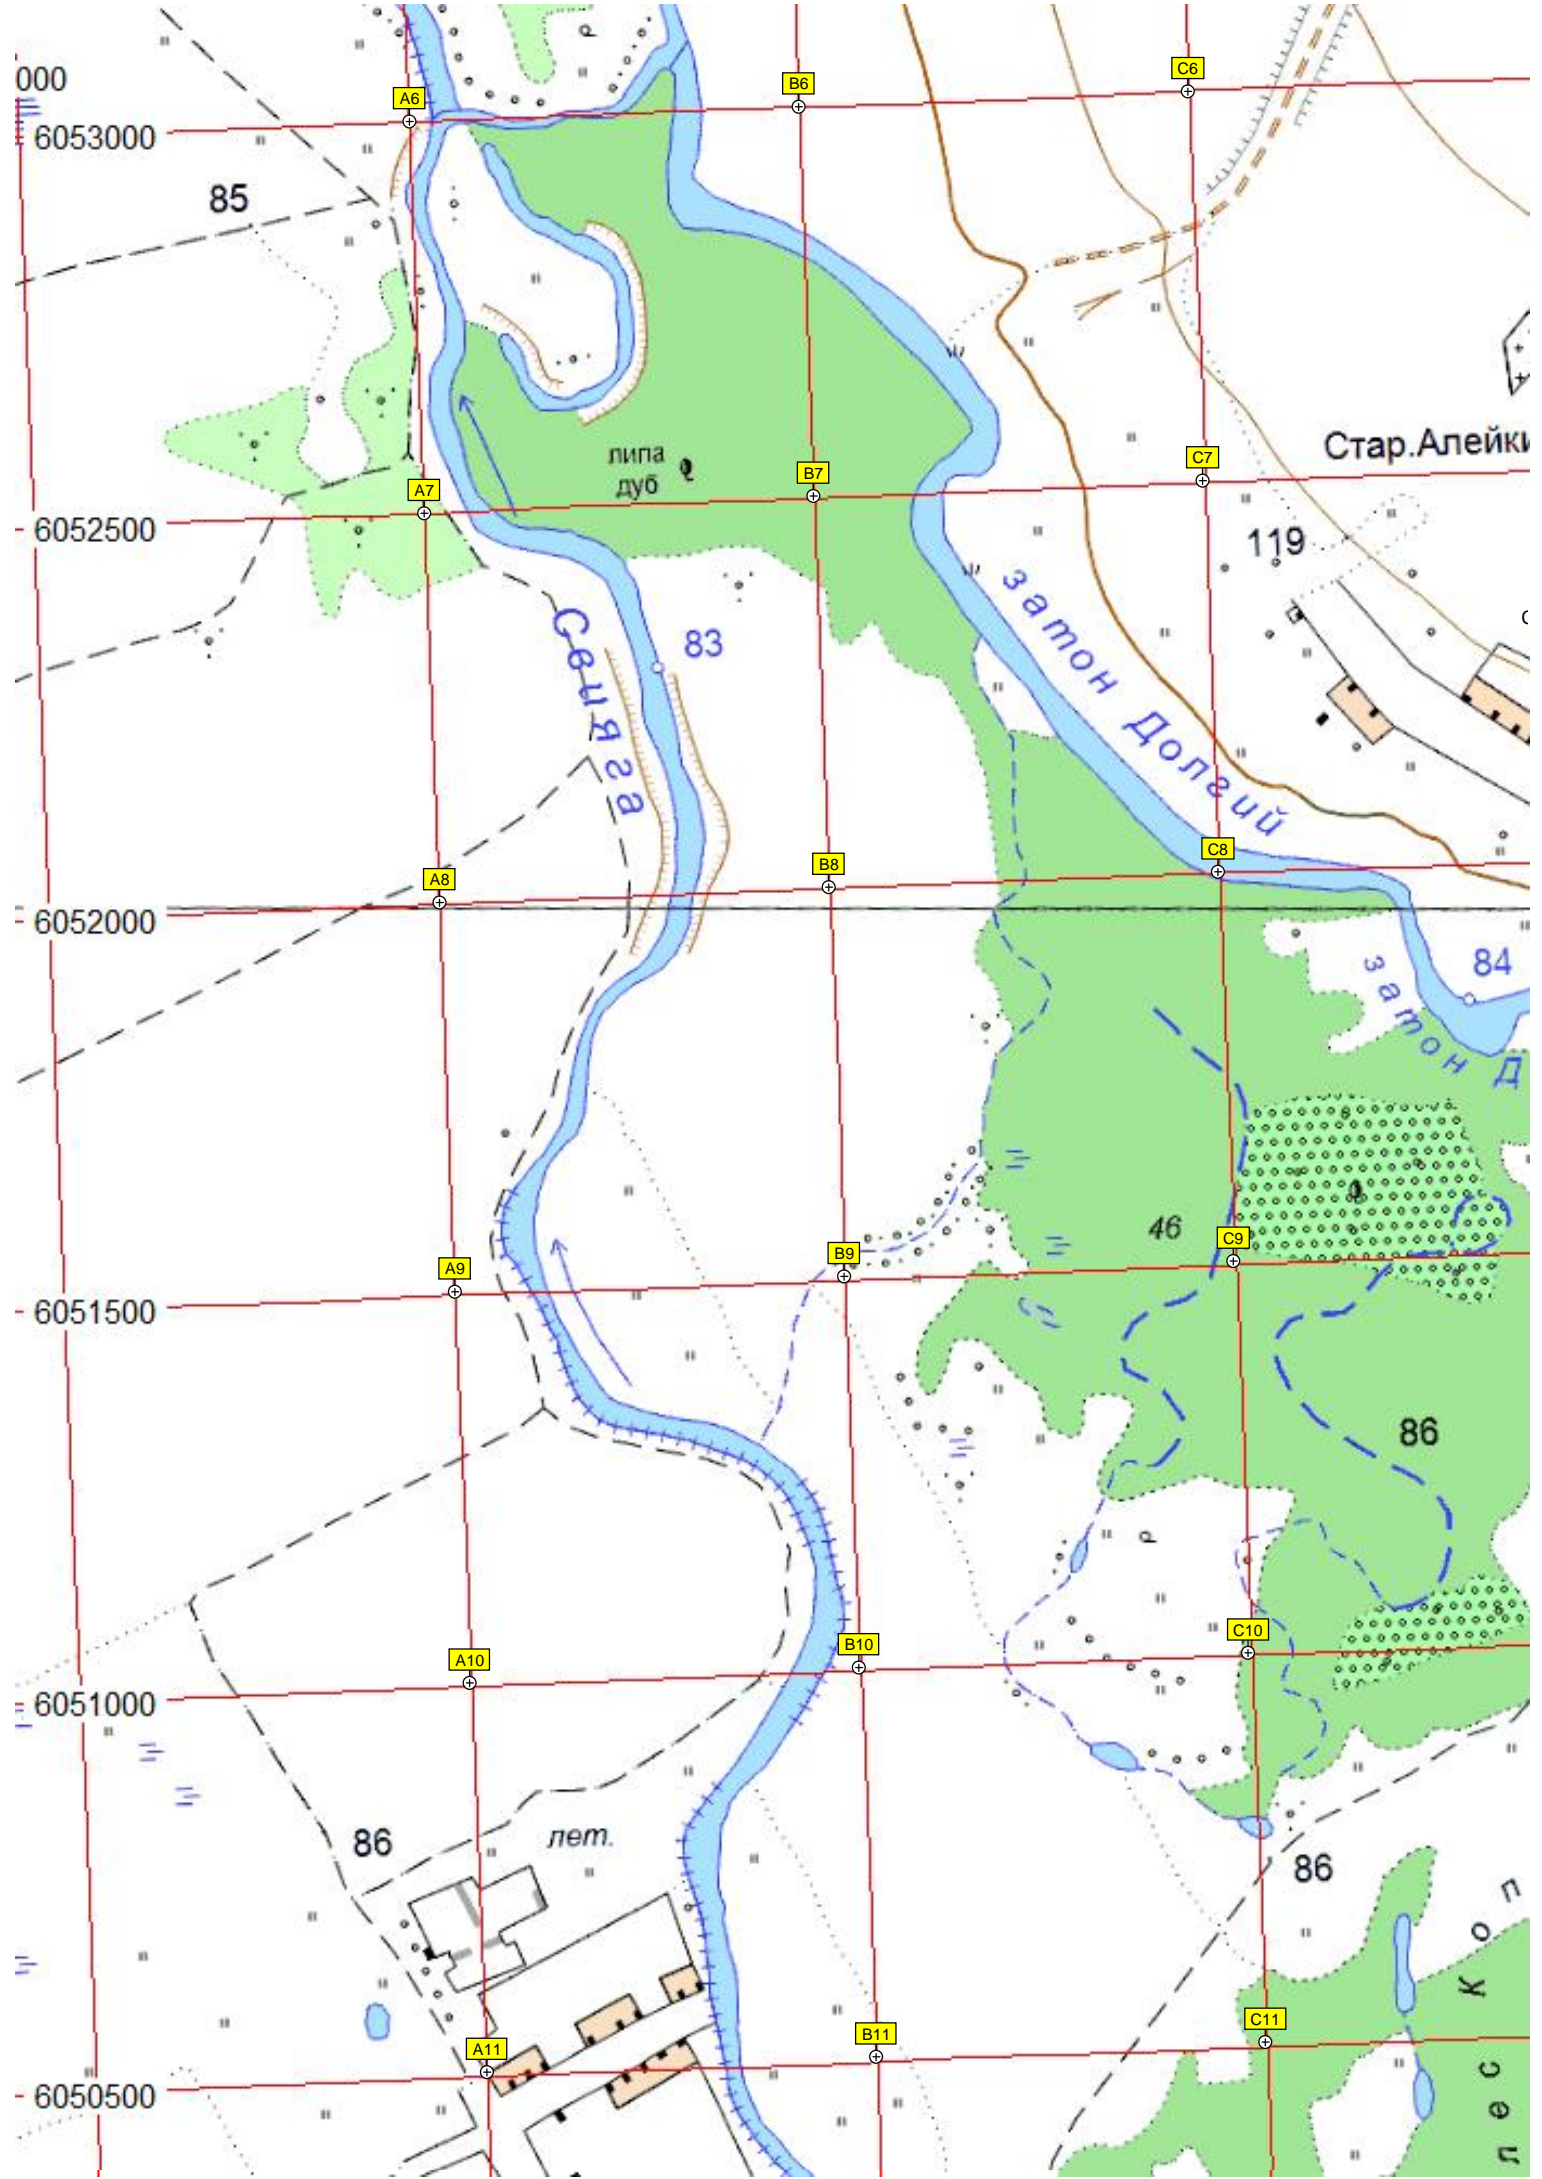 000
A6
B6
C6
6053000
85
Стар.Алейки
липа
дуб
A7
B7
C7
6052500
119
затон Долгий
Свияга
83
A8
B8
C8
6052000
84
затон Д
46
A9
B9
C9
6051500
86
A10
B10
C10
6051000
86
лет.
86
Коп
лес
A11
B11
C11
6050500
р
р